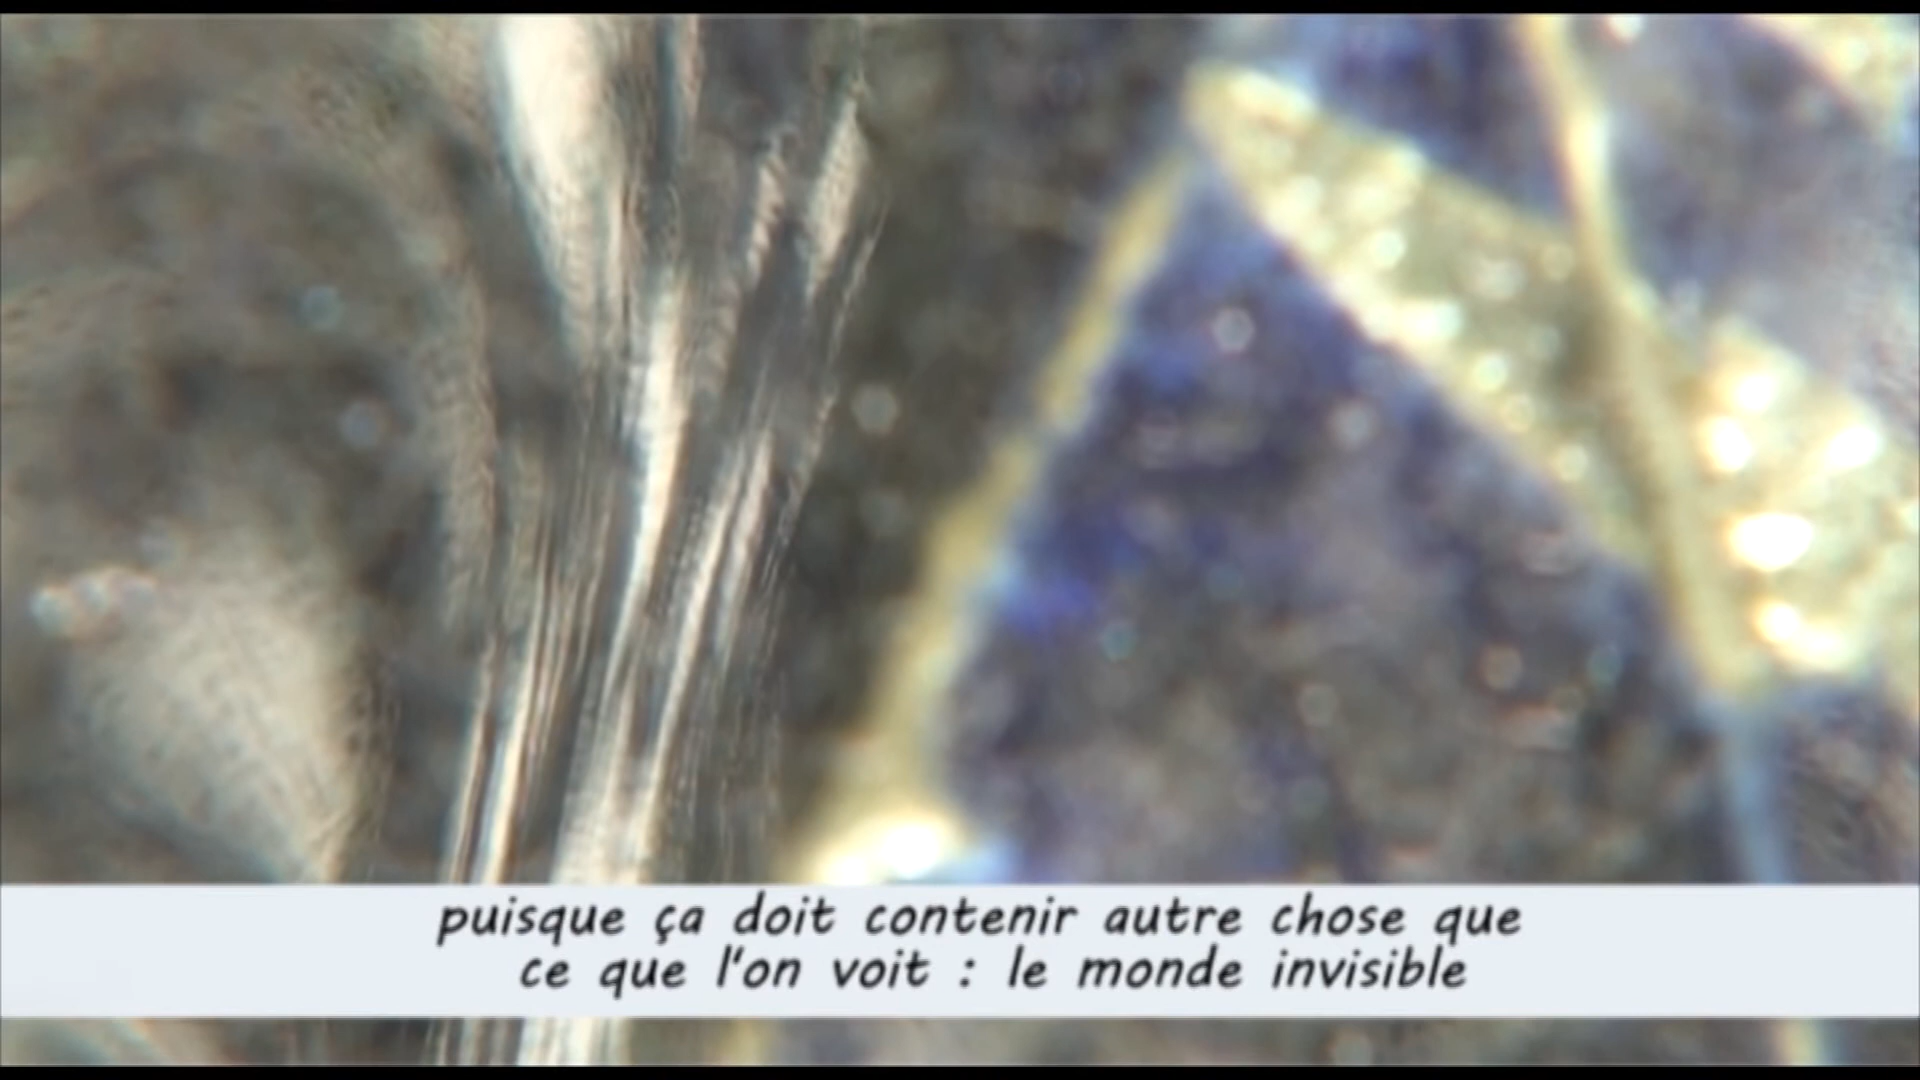 puisque ça doit contenir autre chose que
ce que l'on voit : le monde invisible